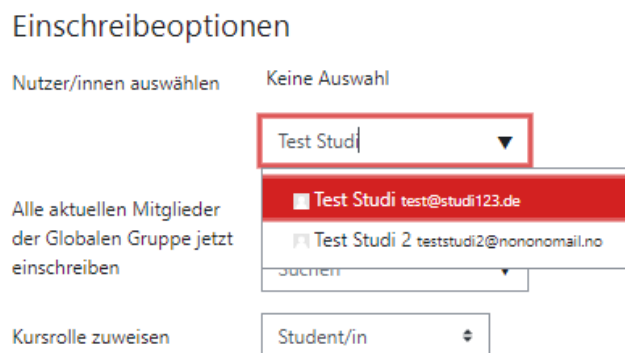 Einschreibeoptionen
Nutzer/innen auswählen
Keine Auswahl
Test Studi
Test Studi test@studi123.de
Test Studi 2 teststudi2@nononomail.no
Alle aktuellen Mitglieder
der Globalen Gruppe jetzt
einschreiben
Suchen
Kursrolle zuweisen
Student/in